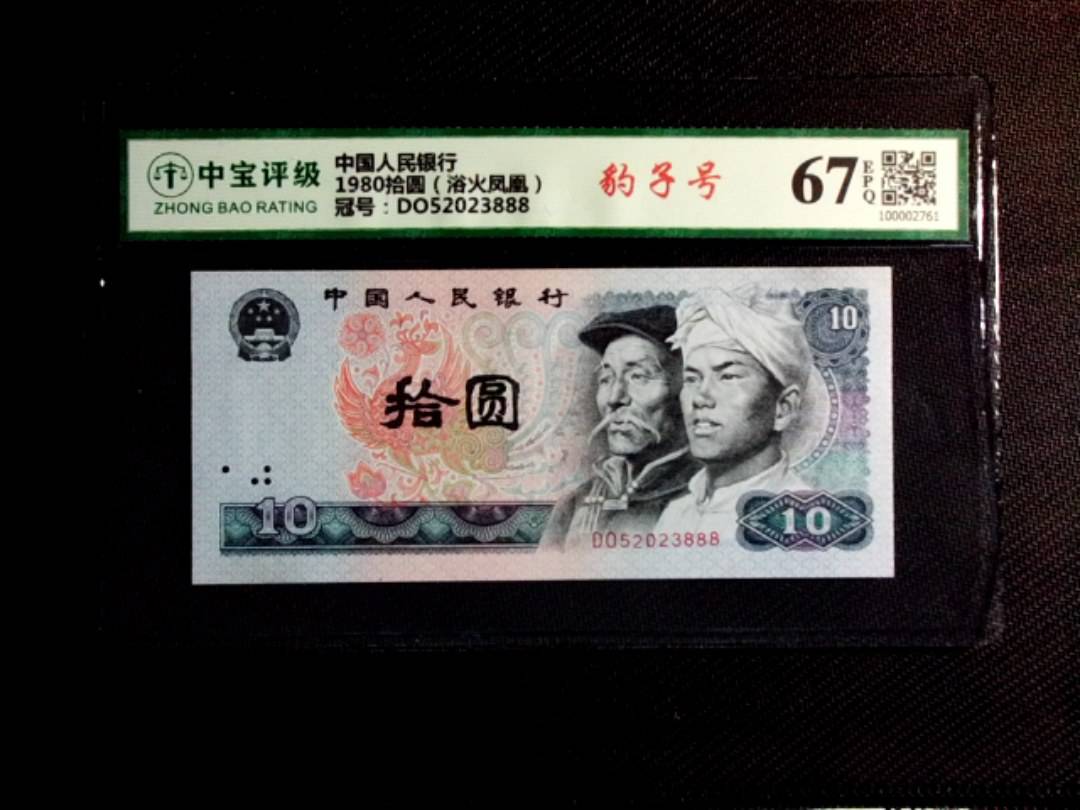 中宝评级
ZHONG BAO RATING
中国人民银行
1980拾圆（浴火凤凰）
冠号：DO52023888
豹子号
67
EPQ
100002761
中国人民银行
10
拾圆
10
DO52023888
10